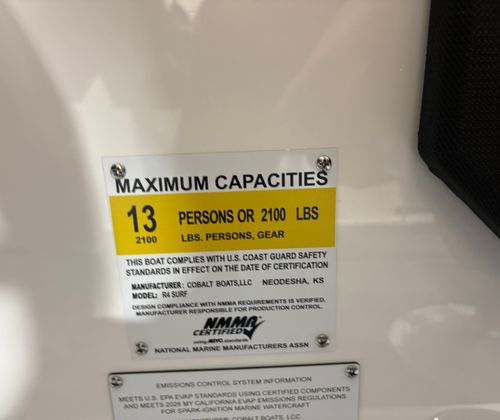 MAXIMUM CAPACITIES
13 PERSONS OR 2100 LBS
2100 LBS. PERSONS, GEAR
THIS BOAT COMPLIES WITH U.S. COAST GUARD SAFETY
STANDARDS IN EFFECT ON THE DATE OF CERTIFICATION
MANUFACTURER: COBALT BOATS,LLC NEODESHA, KS
MODEL: R4 SURF
DESIGN COMPLIANCE WITH NMMA REQUIREMENTS IS VERIFIED.
MANUFACTURER RESPONSIBLE FOR PRODUCTION CONTROL.
NMMA
CERTIFIED
using ABYC standards
NATIONAL MARINE MANUFACTURERS ASSN
EMISSIONS CONTROL SYSTEM INFORMATION
MEETS U.S. EPA EVAP STANDARDS USING CERTIFIED COMPONENTS
AND MEETS 2026 MY CALIFORNIA EVAP EMISSIONS REGULATIONS
FOR SPARK-IGNITION MARINE WATERCRAFT
MANUFACTURER: COBALT BOATS, LLC